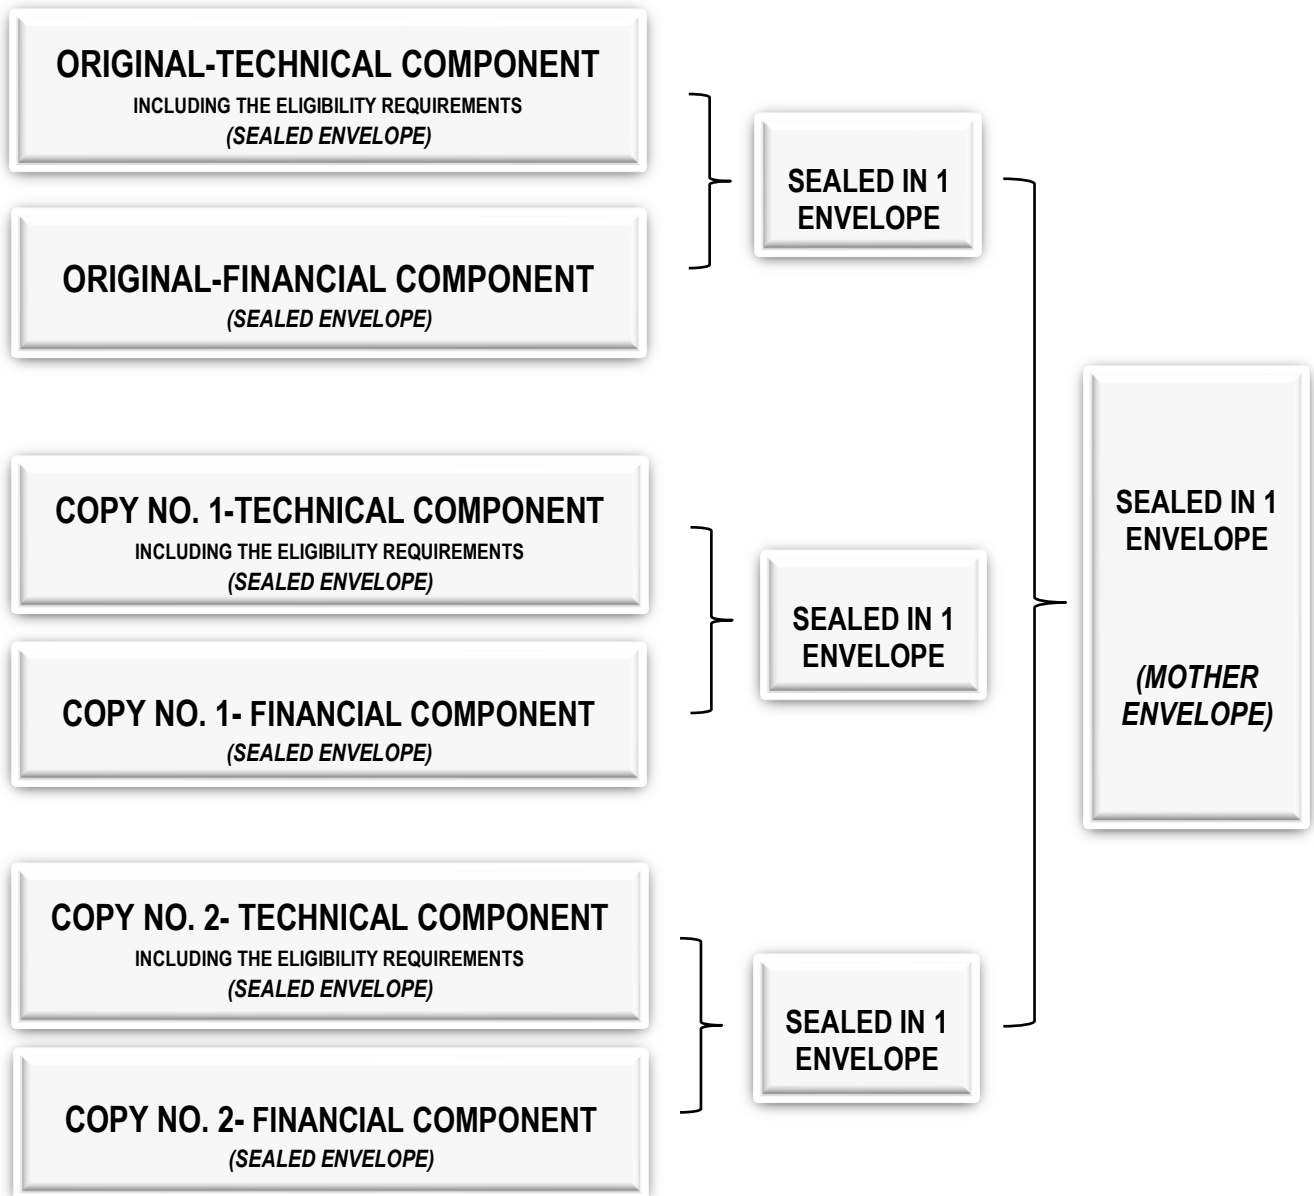 ORIGINAL-TECHNICAL COMPONENT
INCLUDING THE ELIGIBILITY REQUIREMENTS
(SEALED ENVELOPE)
ORIGINAL-FINANCIAL COMPONENT
(SEALED ENVELOPE)
SEALED IN 1
ENVELOPE
COPY NO. 1-TECHNICAL COMPONENT
INCLUDING THE ELIGIBILITY REQUIREMENTS
(SEALED ENVELOPE)
COPY NO. 1- FINANCIAL COMPONENT
(SEALED ENVELOPE)
SEALED IN 1
ENVELOPE
COPY NO. 2- TECHNICAL COMPONENT
INCLUDING THE ELIGIBILITY REQUIREMENTS
(SEALED ENVELOPE)
COPY NO. 2- FINANCIAL COMPONENT
(SEALED ENVELOPE)
SEALED IN 1
ENVELOPE
SEALED IN 1
ENVELOPE
(MOTHER
ENVELOPE)